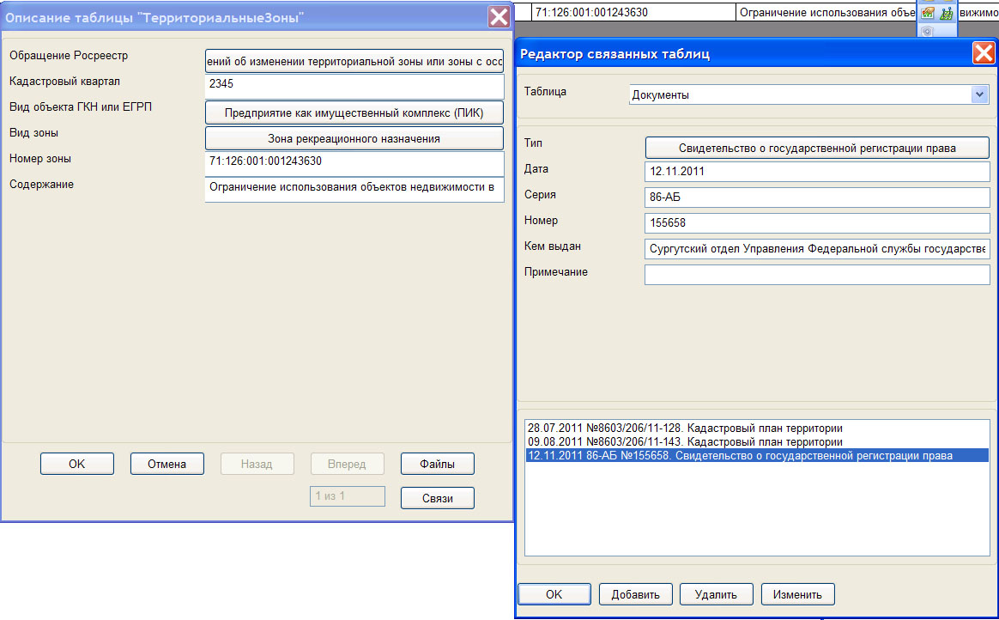 71:126:001:001243630 Ограничение использования объе вижимо
Описание таблицы "ТерриториальныеЗоны"
Обращение Росреестр ений об изменении территориальной зоны или зоны с осс
Кадастровый квартал 2345
Вид объекта ГКН или ЕГРП Предприятие как имущественный комплекс (ПИК)
Вид зоны Зона рекреационного назначения
Номер зоны 71:126:001:001243630
Содержание Ограничение использования объектов недвижимости в
OK Отмена Назад Вперед Файлы
1 из 1 Связи
Редактор связанных таблиц
Таблица Документы
Тип Свидетельство о государственной регистрации права
Дата 12.11.2011
Серия 86-АБ
Номер 155658
Кем выдан Сургутский отдел Управления Федеральной службы государстве
Примечание
28.07.2011 №8603/206/11-128. Кадастровый план территории
09.08.2011 №8603/206/11-143. Кадастровый план территории
12.11.2011 86-АБ №155658. Свидетельство о государственной регистрации права
OK Добавить Удалить Изменить